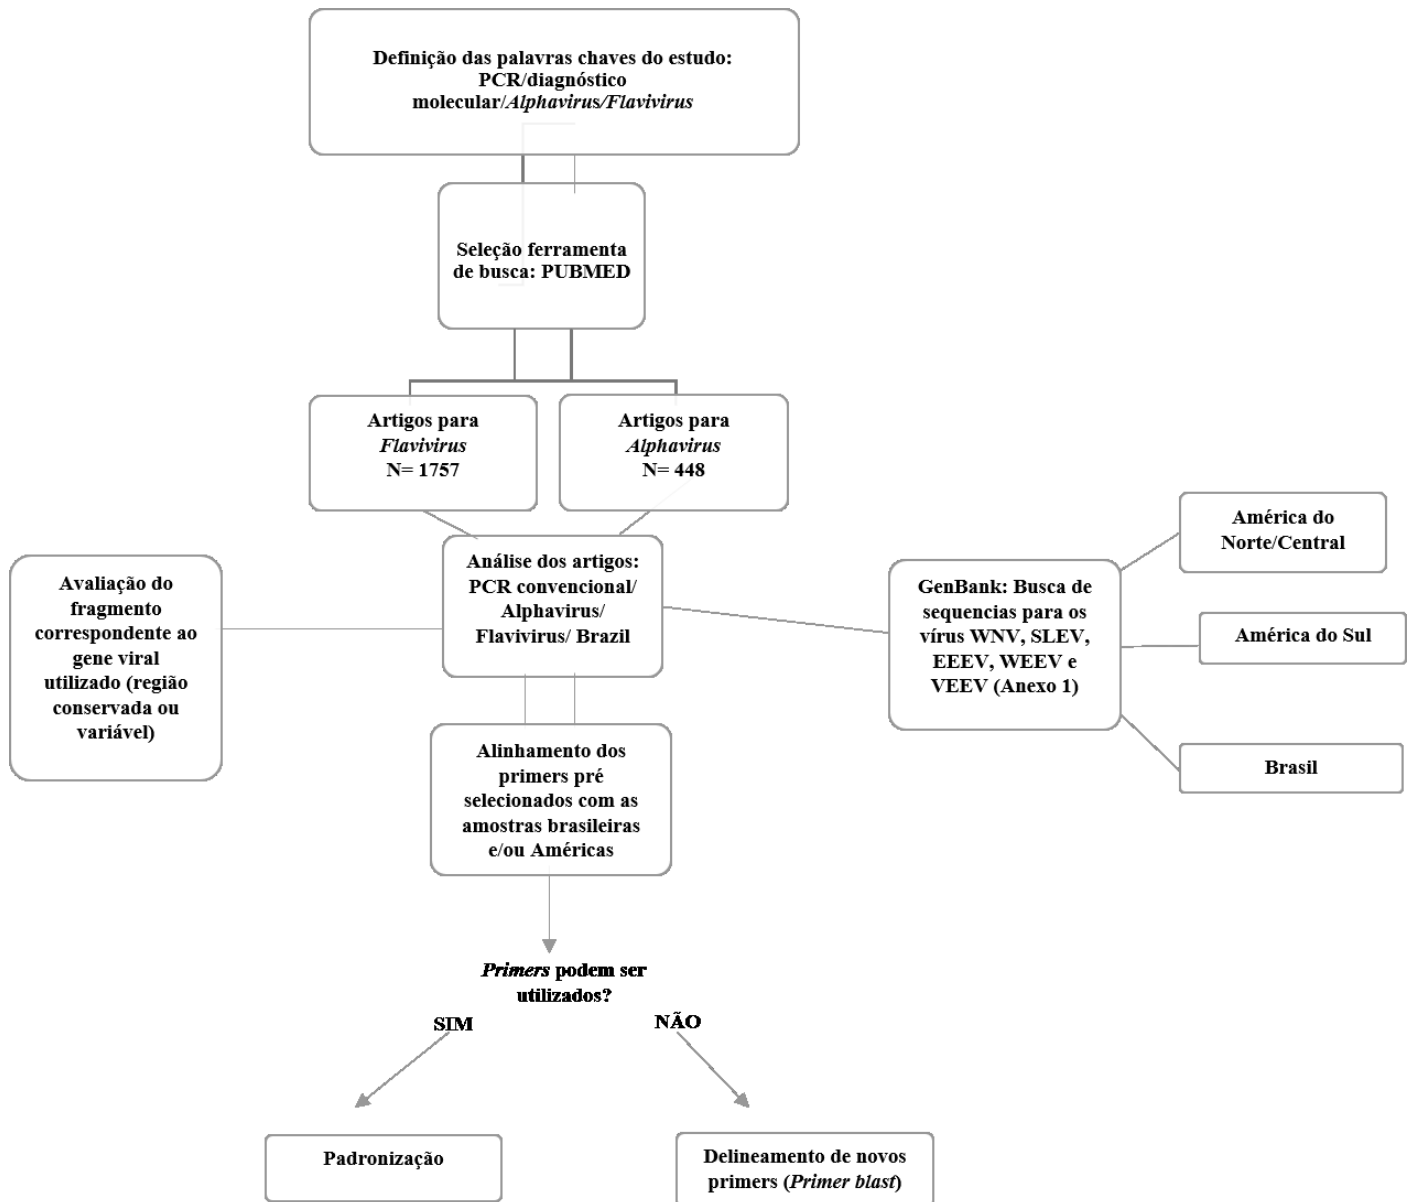 Definição das palavras chaves do estudo:
PCR/diagnóstico
molecular/Alphavirus/Flavivirus
Seleção ferramenta
de busca: PUBMED
Artigos para
Flavivirus
N= 1757
Artigos para
Alphavirus
N= 448
Avaliação do
fragmento
correspondente ao
gene viral
utilizado (região
conservada ou
variável)
Análise dos artigos:
PCR convencional/
Alphavirus/
Flavivirus/ Brazil
GenBank: Busca de
sequencias para os
vírus WNV, SLEV,
EEEV, WEEV e
VEEV (Anexo 1)
América do
Norte/Central
América do Sul
Brasil
Alinhamento dos
primers pré
selecionados com as
amostras brasileiras
e/ou Américas
Primers podem ser
utilizados?
SIM
NÃO
Padronização
Delineamento de novos
primers (Primer blast)